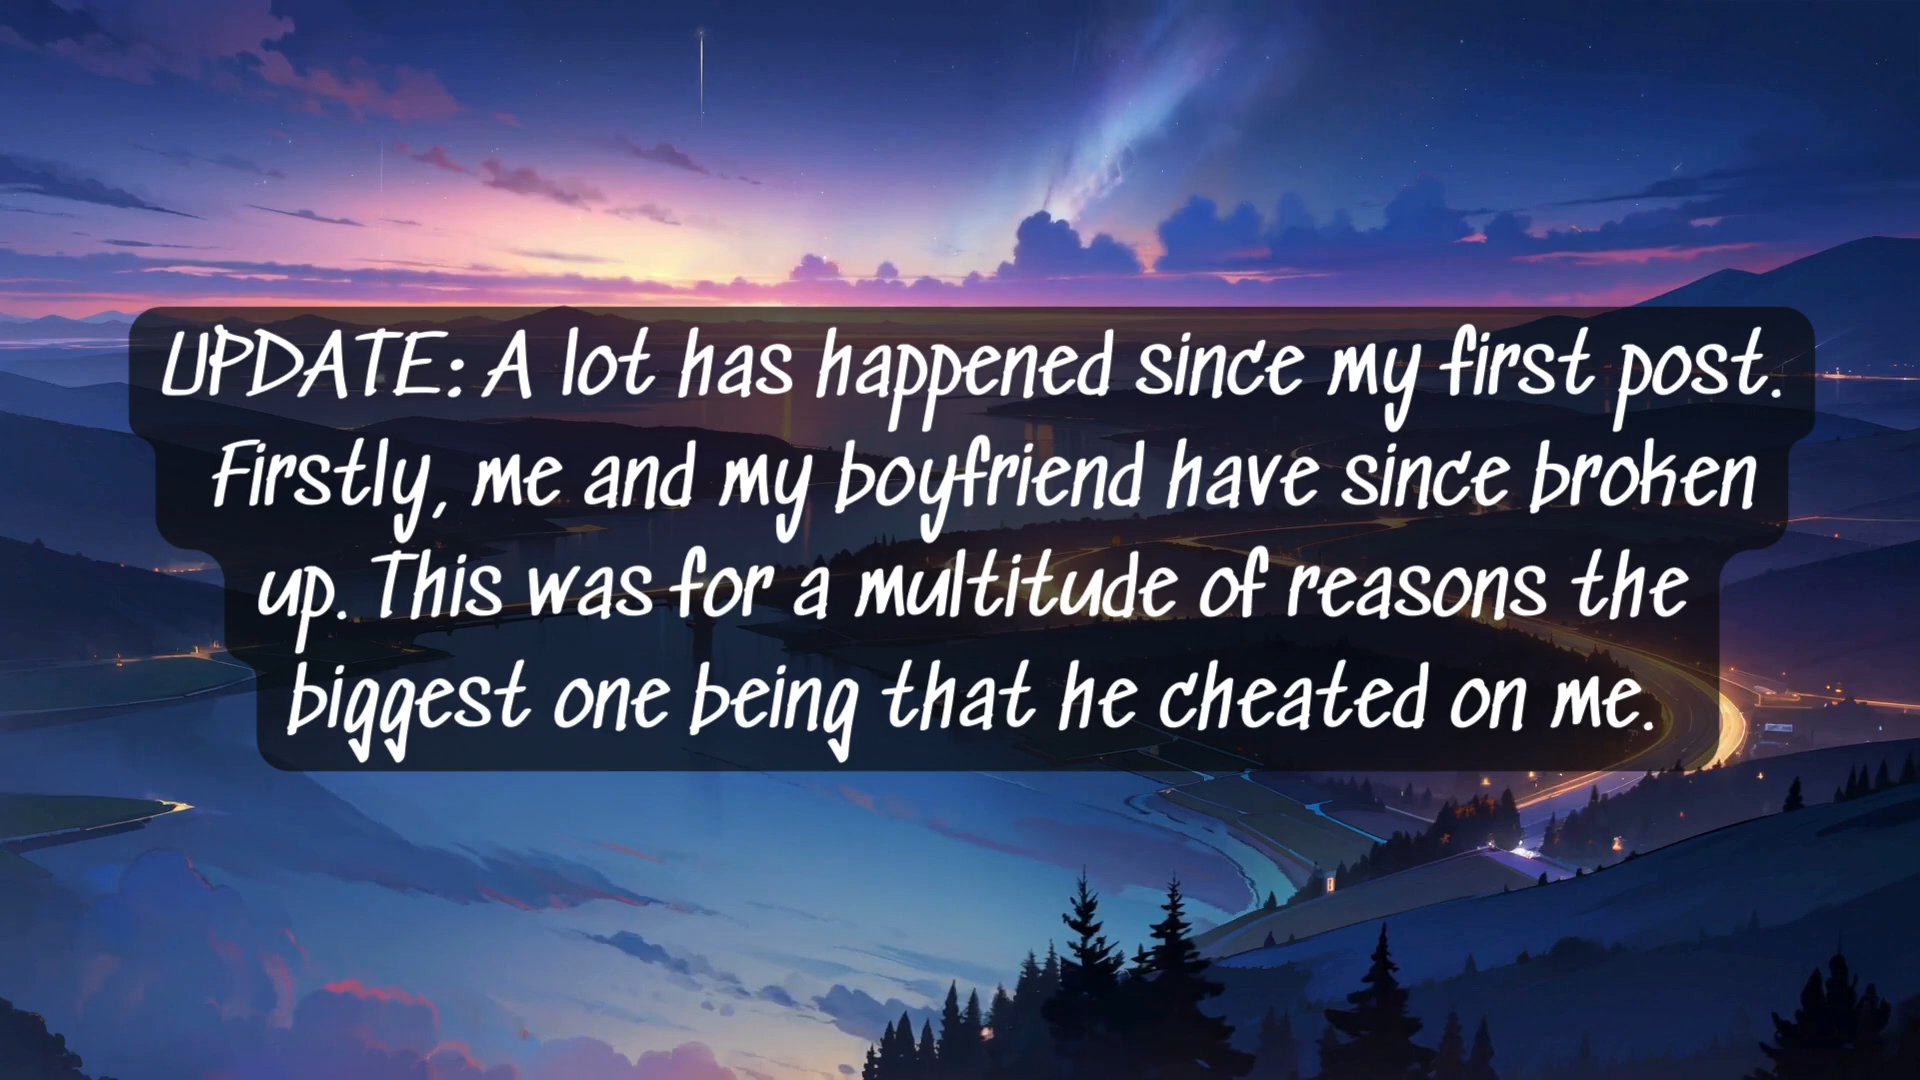 UPDATE: A lot has happened since my first post.
Firstly, me and my boyfriend have since broken
up. This was for a multitude of reasons the
biggest one being that he cheated on me.